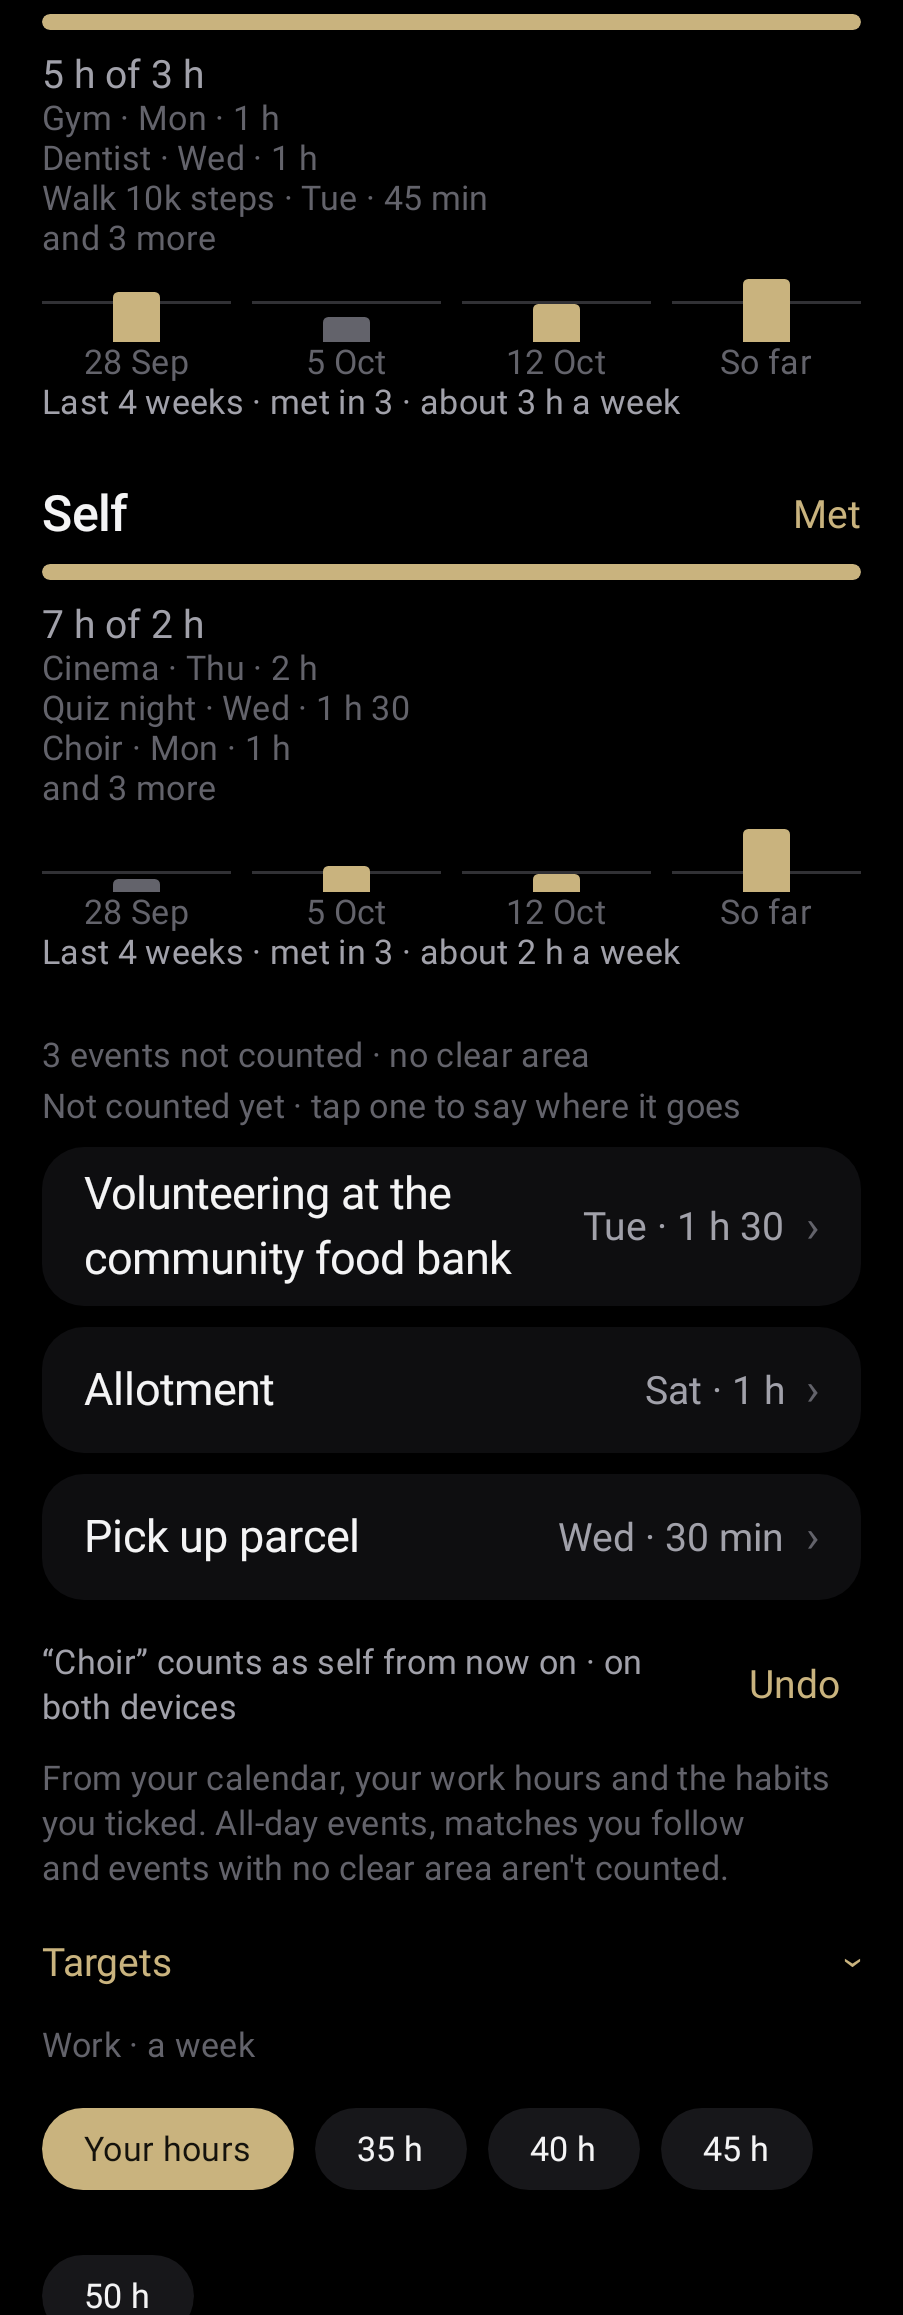 5 h of 3 h
Gym · Mon · 1 h
Dentist · Wed · 1 h
Walk 10k steps · Tue · 45 min
and 3 more
28 Sep 5 Oct 12 Oct So far
Last 4 weeks · met in 3 · about 3 h a week
Self Met
7 h of 2 h
Cinema · Thu · 2 h
Quiz night · Wed · 1 h 30
Choir · Mon · 1 h
and 3 more
28 Sep 5 Oct 12 Oct So far
Last 4 weeks · met in 3 · about 2 h a week
3 events not counted · no clear area
Not counted yet · tap one to say where it goes
Volunteering at the
community food bank
Tue · 1 h 30 ›
Allotment Sat · 1 h ›
Pick up parcel Wed · 30 min ›
“Choir” counts as self from now on · on
both devices
Undo
From your calendar, your work hours and the habits
you ticked. All-day events, matches you follow
and events with no clear area aren't counted.
Targets
Work · a week
Your hours 35 h 40 h 45 h
50 h